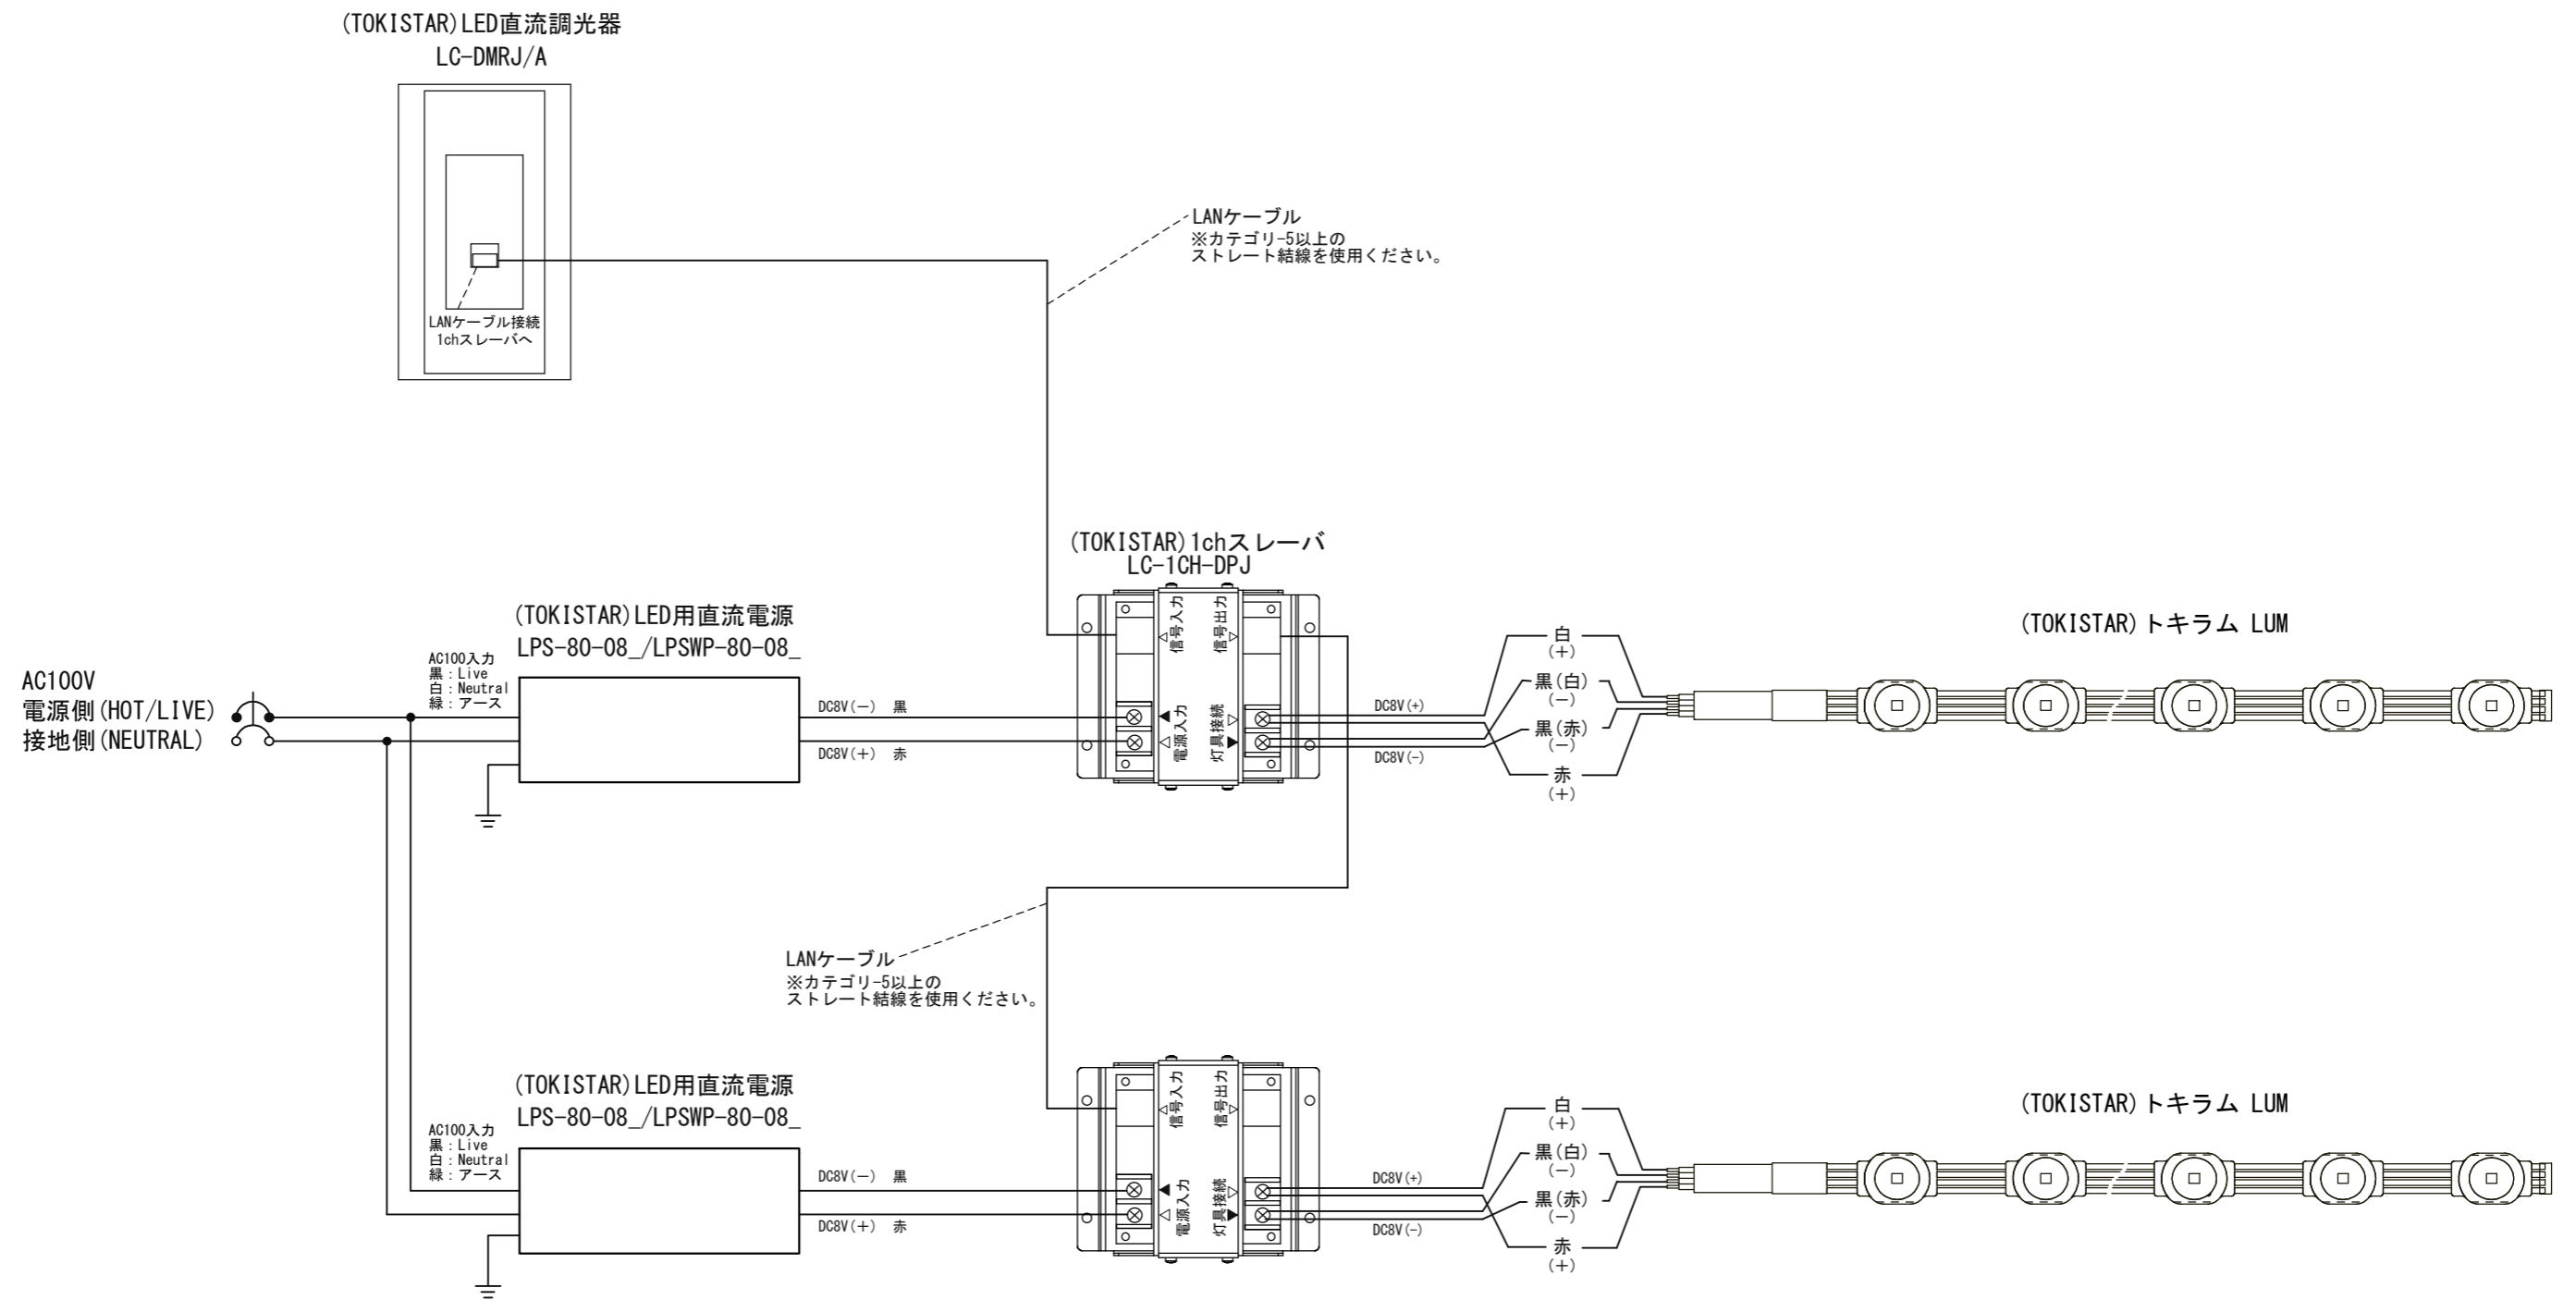 (TOKISTAR)LED直流調光器
LC-DMRJ/A
LANケーブル接続
1chスレーバへ
LANケーブル
※カテゴリ-5以上の
ストレート結線を使用ください。
(TOKISTAR)1chスレーバ
LC-1CH-DPJ
AC100V
電源側(HOT/LIVE)
接地側(NEUTRAL)
(TOKISTAR)LED用直流電源
LPS-80-08_/LPSWP-80-08_
AC100入力
黒：Live
白：Neutral
緑：アース
DC8V(－) 黒
DC8V(＋) 赤
◁信号入力
信号出力▽
◀
◁電源入力
灯具接続▽
▶
DC8V(+)
DC8V(-)
白
(＋)
黒(白)
(－)
黒(赤)
(－)
赤
(＋)
(TOKISTAR)トキラム LUM
LANケーブル
※カテゴリ-5以上の
ストレート結線を使用ください。
(TOKISTAR)LED用直流電源
LPS-80-08_/LPSWP-80-08_
AC100入力
黒：Live
白：Neutral
緑：アース
DC8V(－) 黒
DC8V(＋) 赤
◁信号入力
信号出力▽
◀
◁電源入力
灯具接続▽
▶
DC8V(+)
DC8V(-)
白
(＋)
黒(白)
(－)
黒(赤)
(－)
赤
(＋)
(TOKISTAR)トキラム LUM